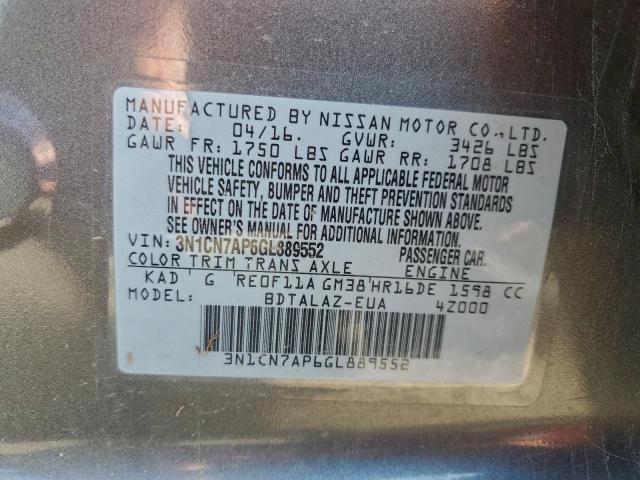 MANUFACTURED BY NISSAN MOTOR CO., LTD.
DATE: 04/16. GVWR: 3426 LBS
GAWR FR: 1750 LBS GAWR RR: 1708 LBS
THIS VEHICLE CONFORMS TO ALL APPLICABLE FEDERAL MOTOR
VEHICLE SAFETY, BUMPER AND THEFT PREVENTION STANDARDS
IN EFFECT ON THE DATE OF MANUFACTURE SHOWN ABOVE.
SEE OWNER'S MANUAL FOR ADDITIONAL INFORMATION.
VIN: 3N1CN7AP6GL889552 PASSENGER CAR.
COLOR TRIM TRANS AXLE ENGINE
KAD G RE0F11A GM38 HR16DE 1598 CC
MODEL: BDTALAZ-EUA 4Z000
3N1CN7AP6GL889552